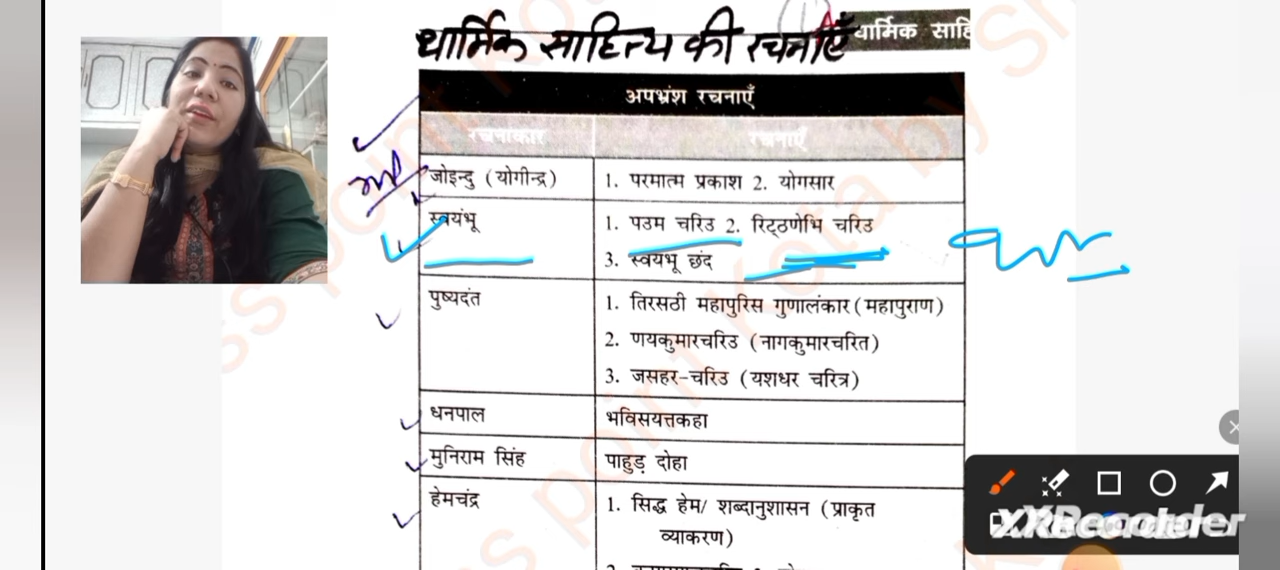 धार्मिक साहित्य की रचनाएँ
धार्मिक साहि
अपभ्रंश रचनाएँ
रचनाकार रचनाएँ
जोइन्दु (योगीन्द्र) 1. परमात्म प्रकाश 2. योगसार
स्वयंभू 1. पउम चरिउ 2. रिट्ठणेभि चरिउ
3. स्वयभू छंद
पुष्यदंत 1. तिरसठी महापुरिस गुणालंकार (महापुराण)
2. णयकुमारचरिउ (नागकुमारचरित)
3. जसहर-चरिउ (यशधर चरित्र)
धनपाल भविसयत्तकहा
मुनिराम सिंह पाहुड़ दोहा
हेमचंद्र 1. सिद्ध हेम/ शब्दानुशासन (प्राकृत
व्याकरण)
XRecorder